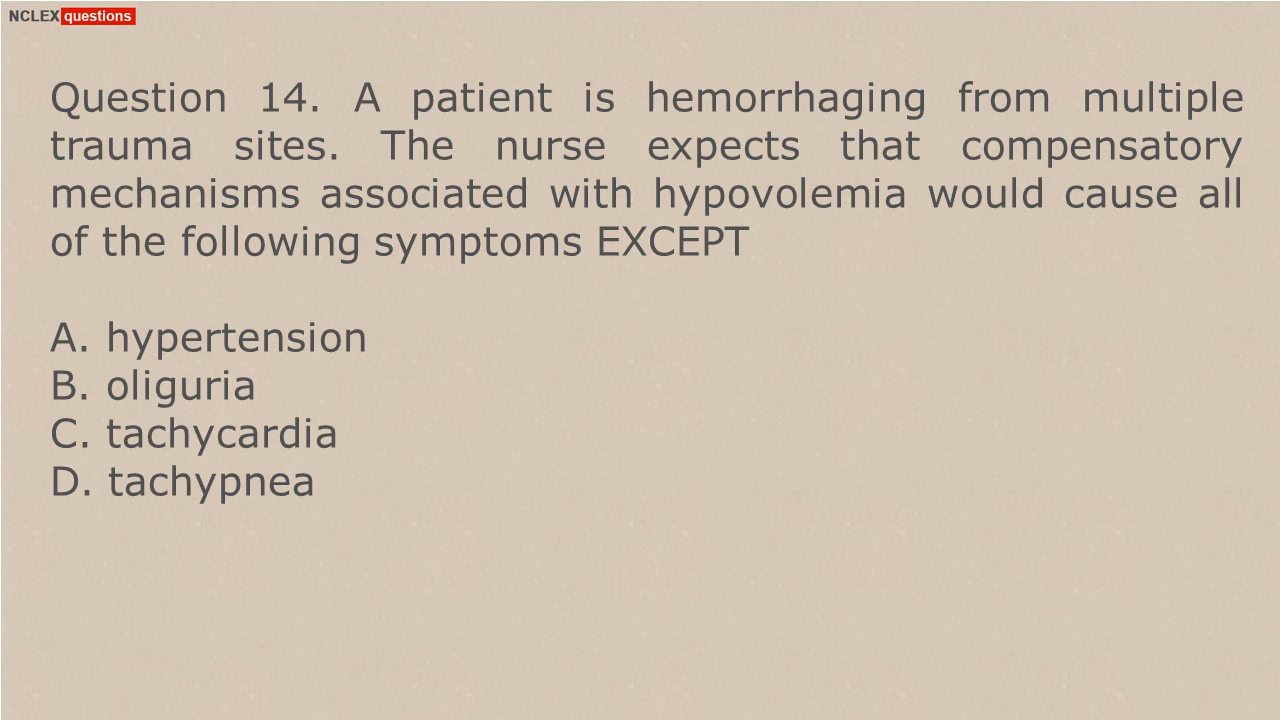 NCLEX questions
Question 14. A patient is hemorrhaging from multiple
trauma sites. The nurse expects that compensatory
mechanisms associated with hypovolemia would cause all
of the following symptoms EXCEPT
A. hypertension
B. oliguria
C. tachycardia
D. tachypnea